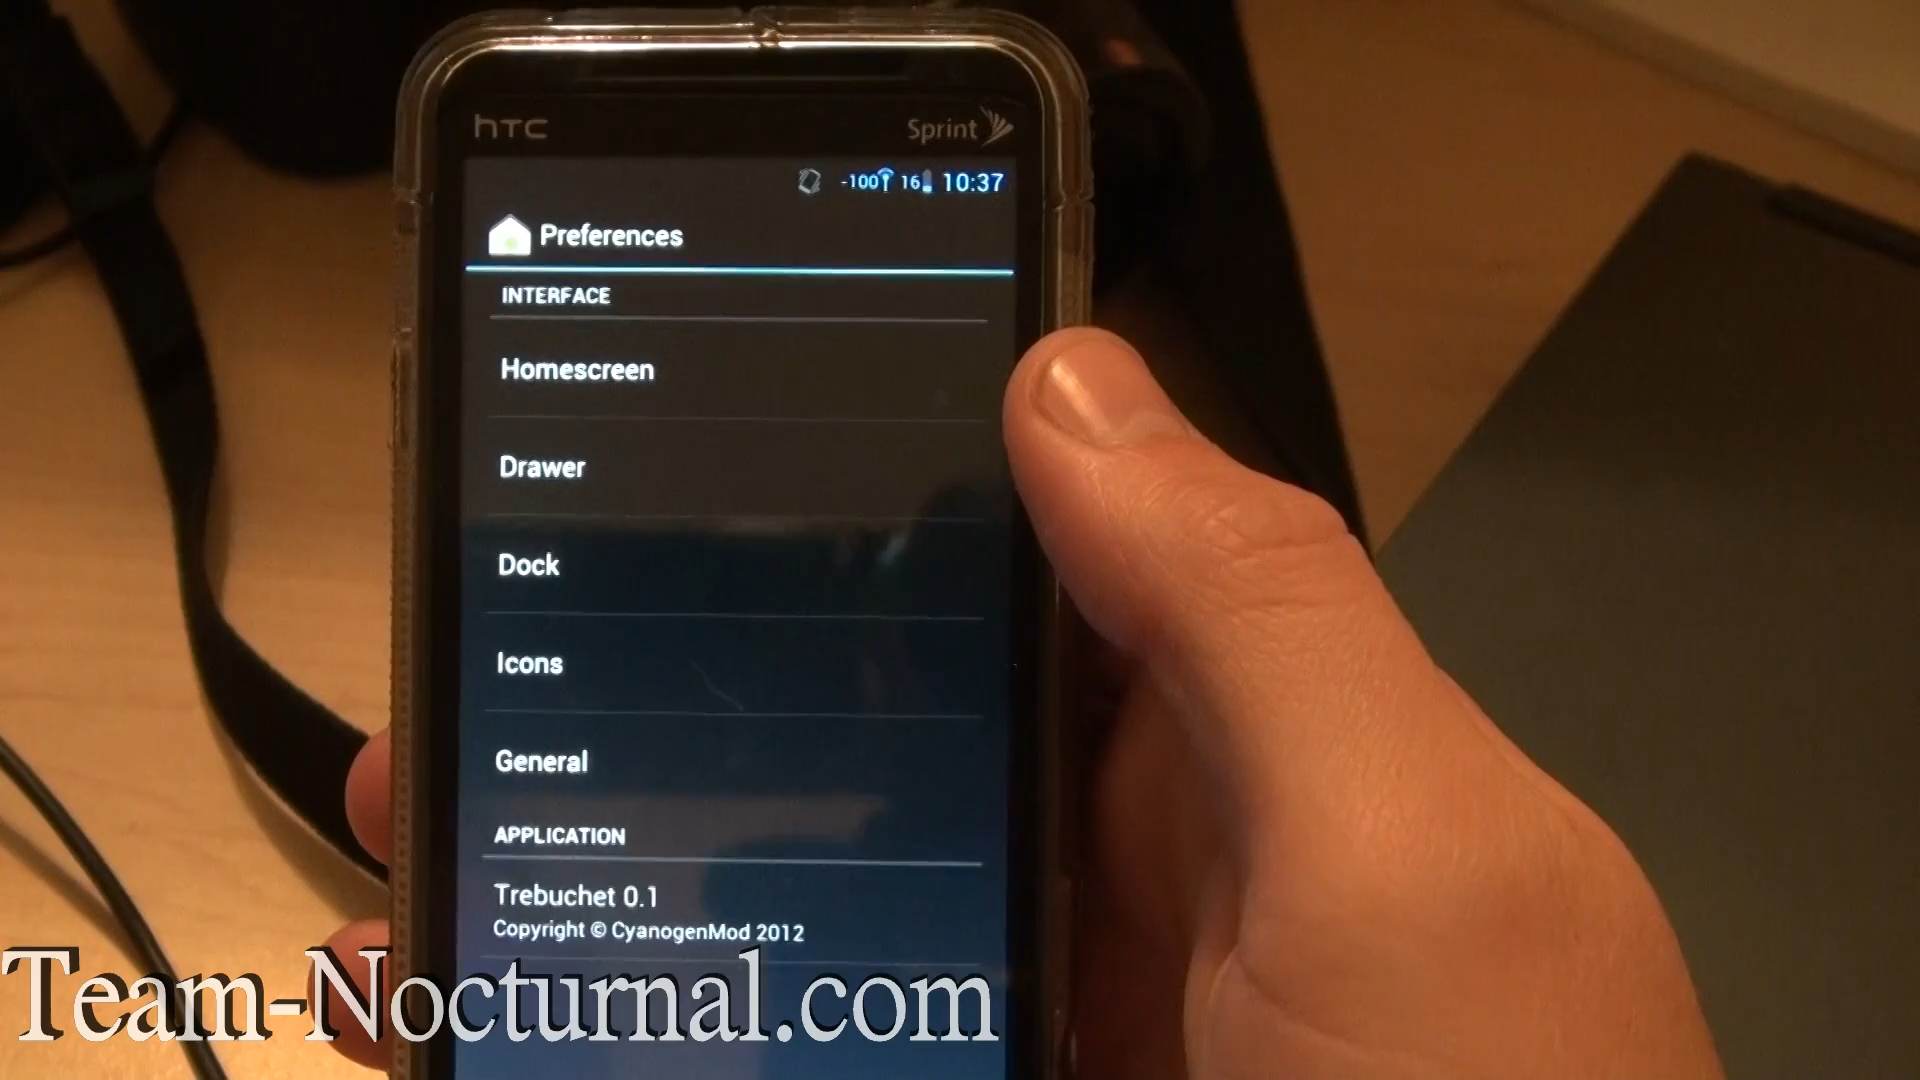 hTC
Sprint
-100 16 10:37
Preferences
INTERFACE
Homescreen
Drawer
Dock
Icons
General
APPLICATION
Trebuchet 0.1
Copyright © CyanogenMod 2012
Team-Nocturnal.com